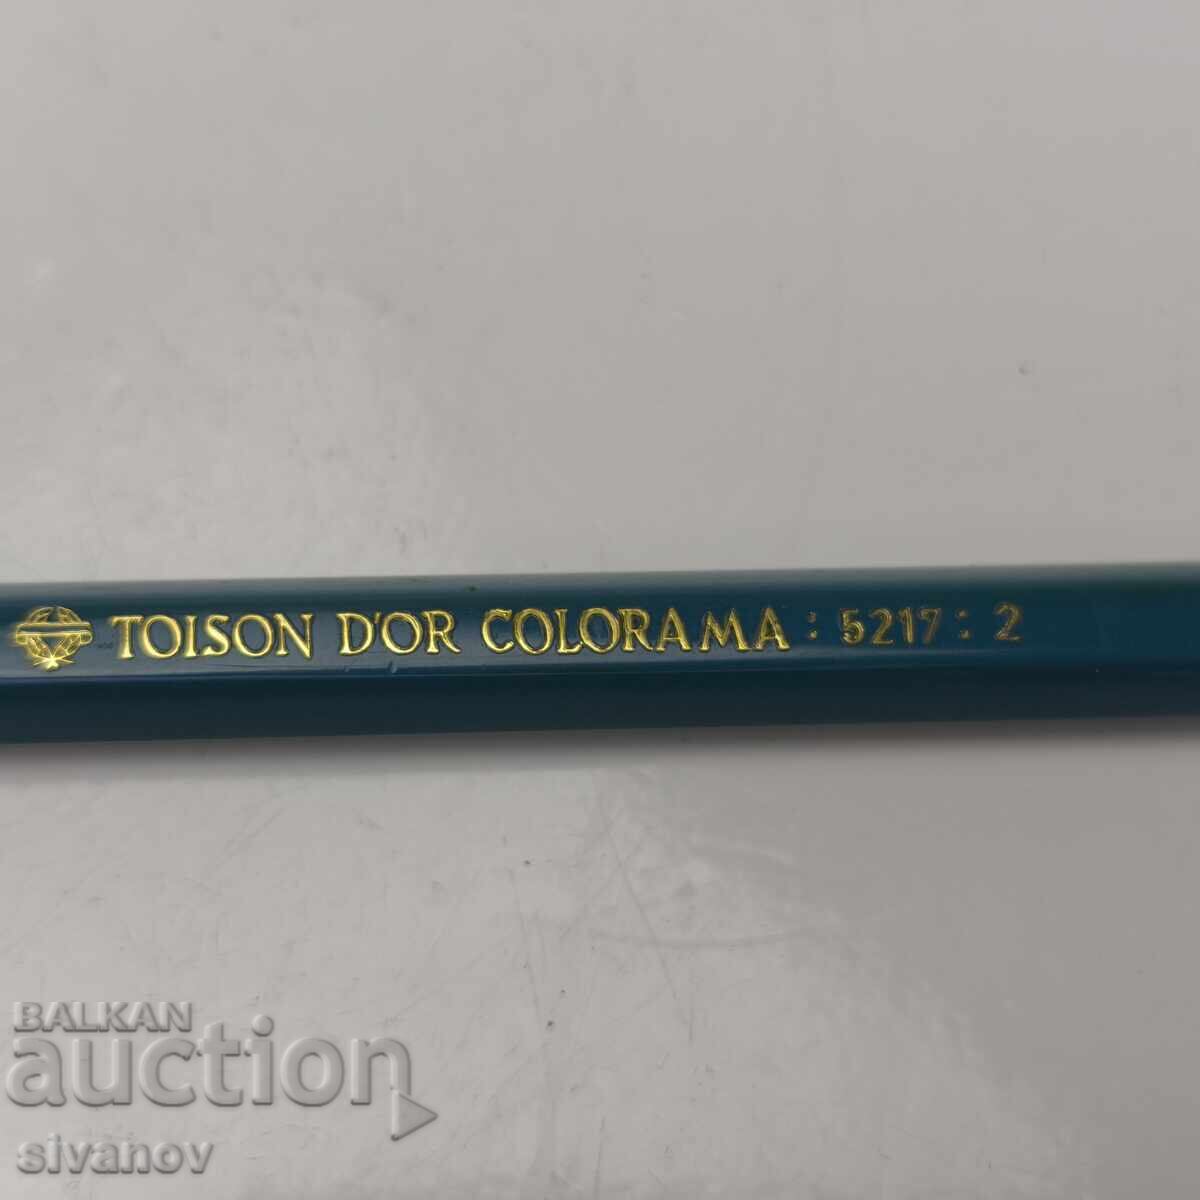 TOISON D'OR COLORAMA : 5217 : 2
BALKAN
auction
sivanov